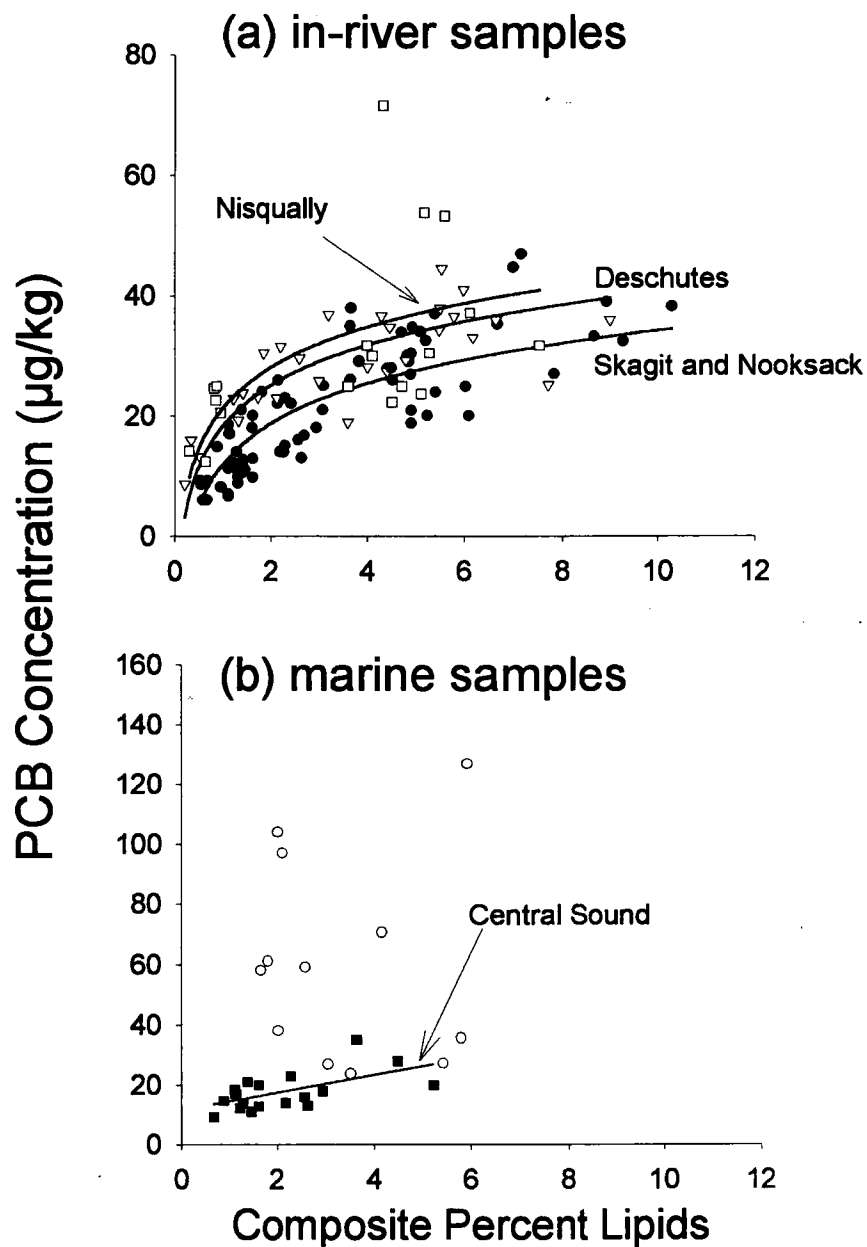 (a) in-river samples
80
60
40
20
0
Nisqually
Deschutes
Skagit and Nooksack
0 2 4 6 8 10 12
PCB Concentration (µg/kg)
(b) marine samples
160
140
120
100
80
60
40
20
0
Central Sound
0 2 4 6 8 10 12
Composite Percent Lipids